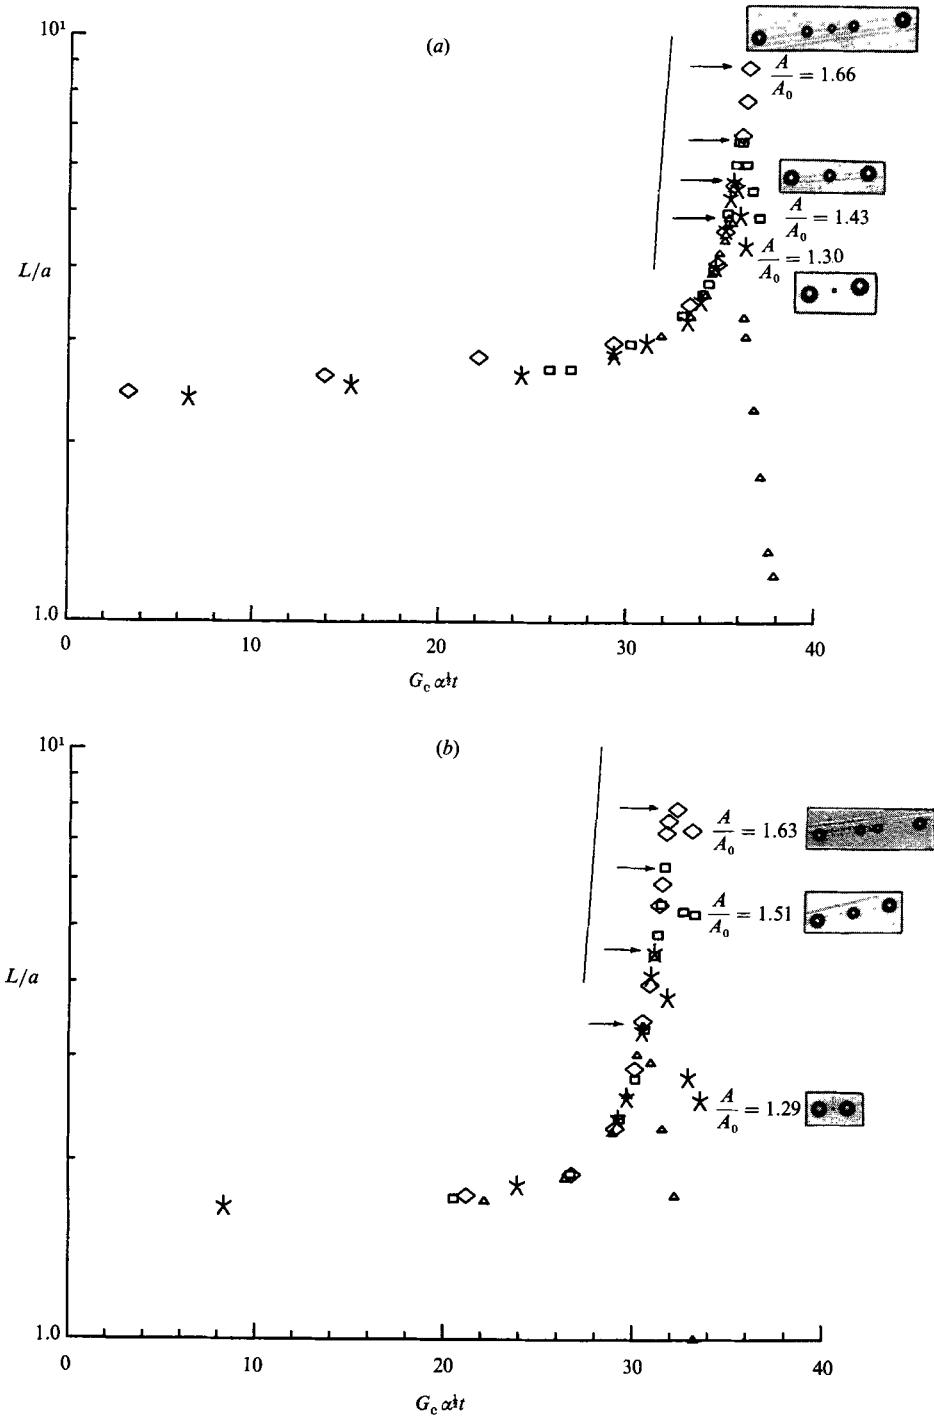 10¹
(a)
A/A₀ = 1.66
A/A₀ = 1.43
A/A₀ = 1.30
L/a
1.0
0 10 20 30 40
G_c α^½ t
10¹
(b)
A/A₀ = 1.63
A/A₀ = 1.51
L/a
A/A₀ = 1.29
1.0
0 10 20 30 40
G_c α^½ t